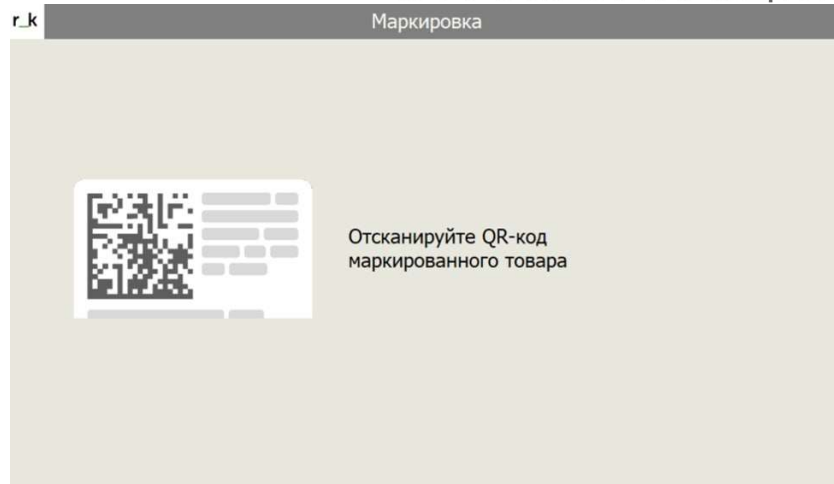 r_k
Маркировка
Отсканируйте QR-код
маркированного товара